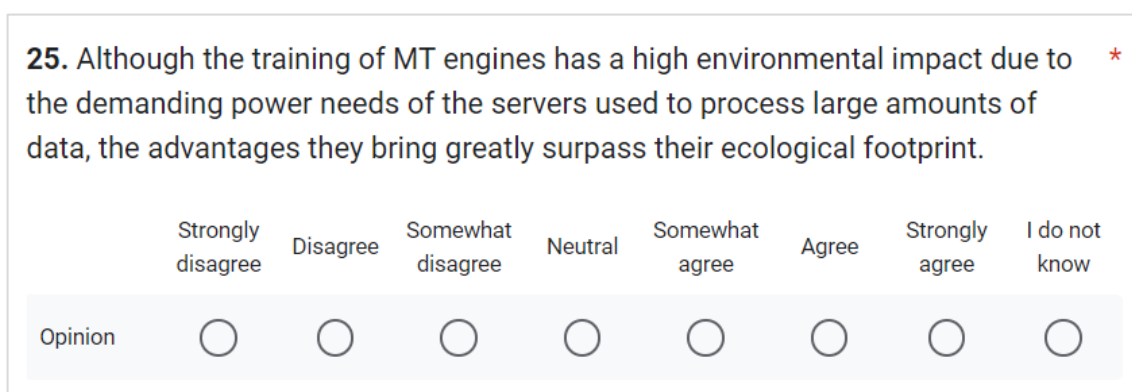 25. Although the training of MT engines has a high environmental impact due to *
the demanding power needs of the servers used to process large amounts of
data, the advantages they bring greatly surpass their ecological footprint.
Strongly disagree Disagree Somewhat disagree Neutral Somewhat agree Agree Strongly agree I do not know
Opinion